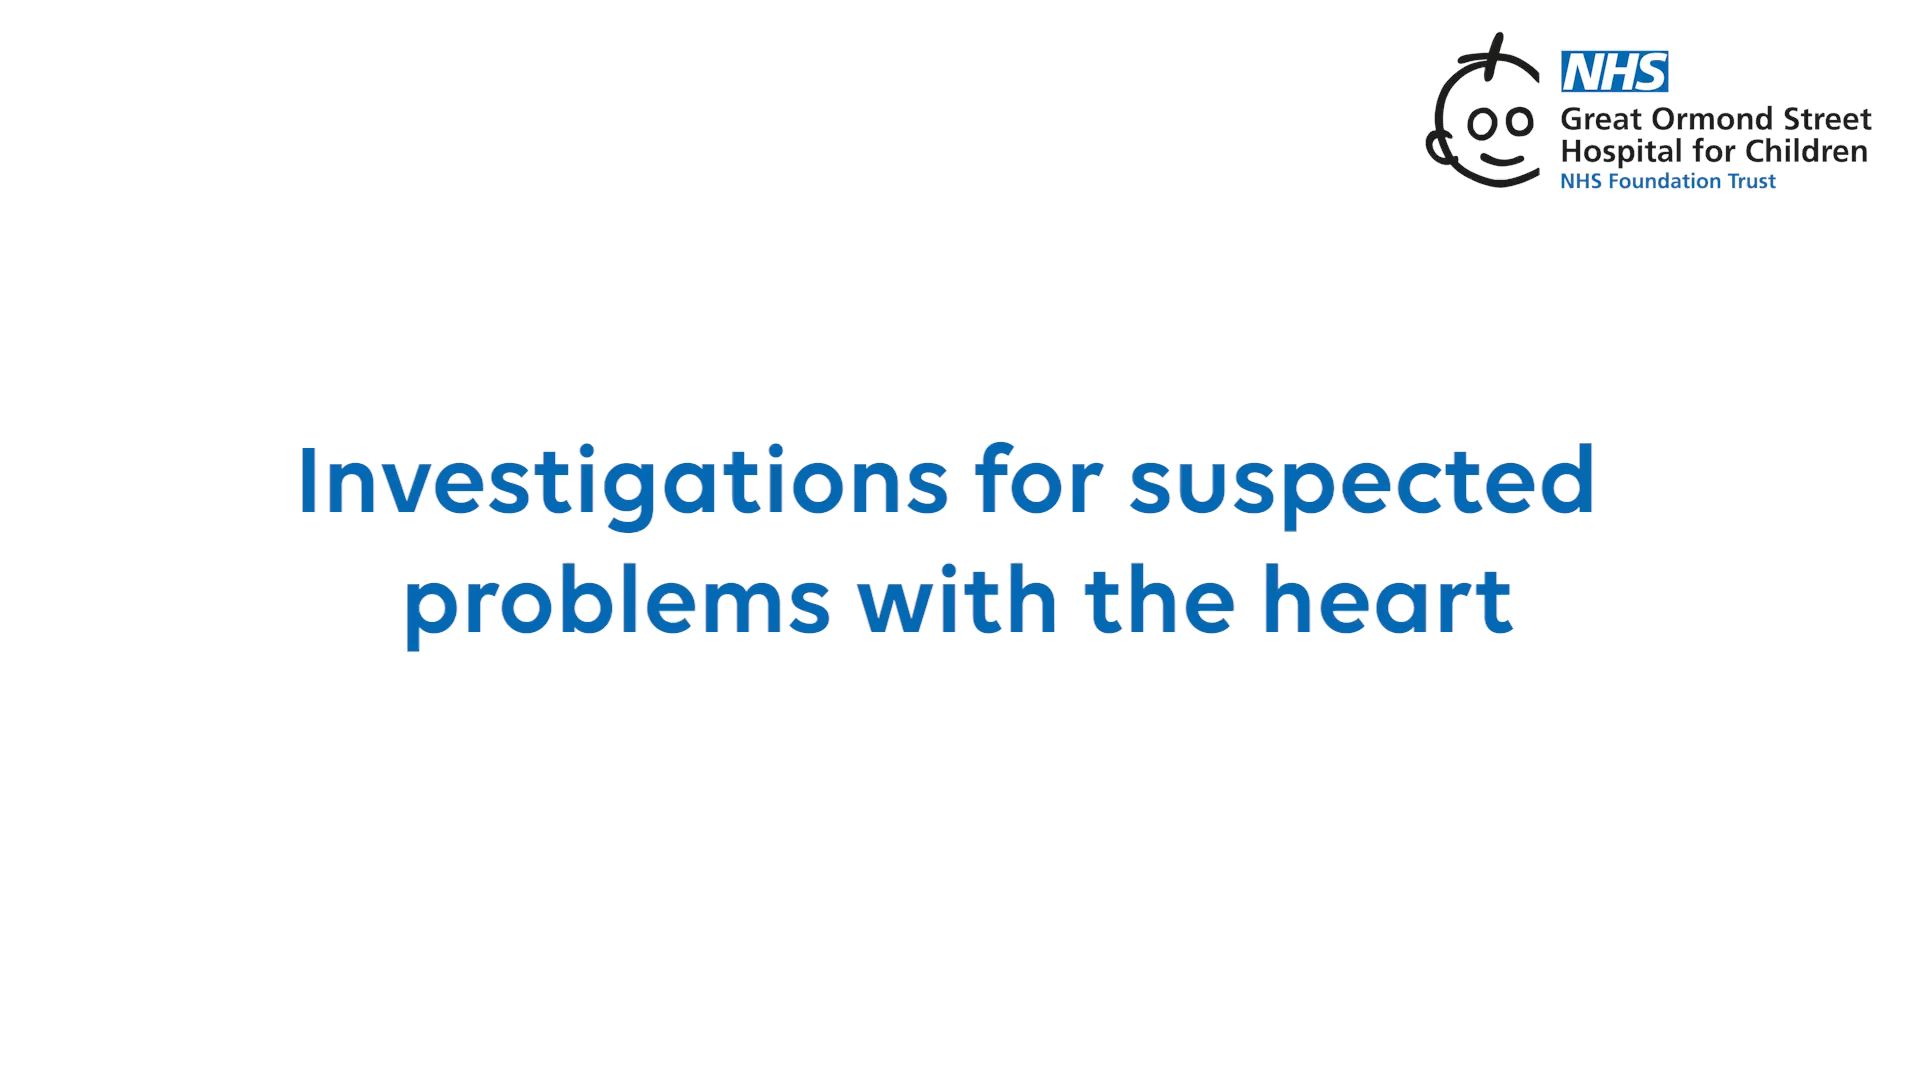 NHS
Great Ormond Street
Hospital for Children
NHS Foundation Trust
Investigations for suspected
problems with the heart